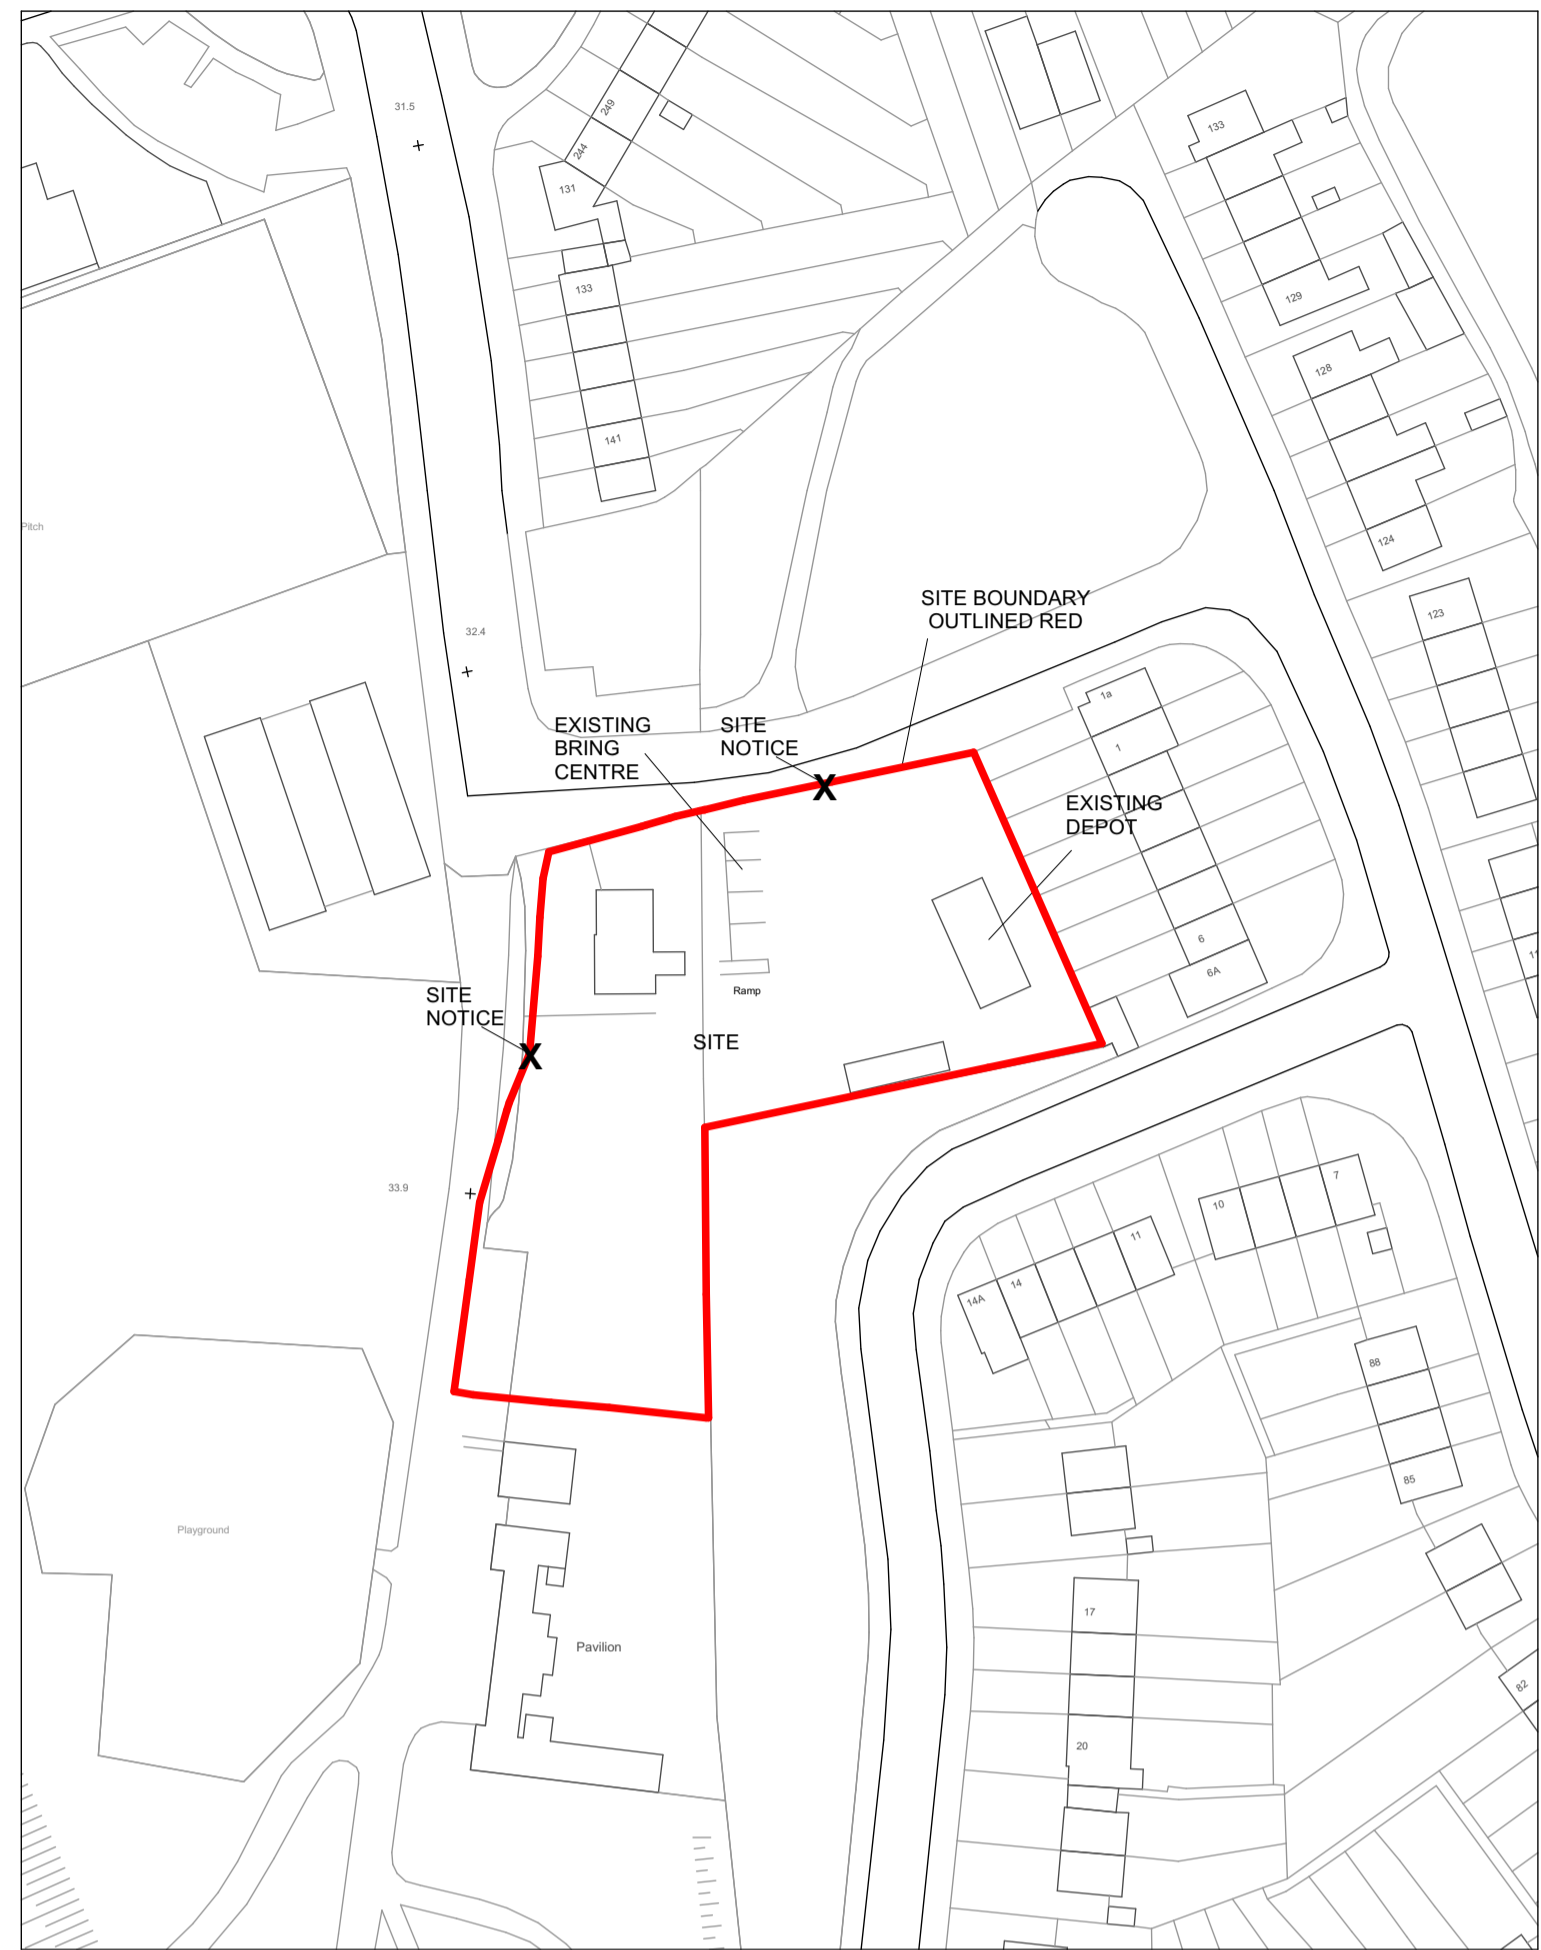 31.5
249
244
131
133
133
129
128
141
124
Pitch
SITE BOUNDARY
OUTLINED RED
123
32.4
1a
EXISTING
BRING
CENTRE
SITE
NOTICE
1
X
EXISTING
DEPOT
6
6A
Ramp
SITE
NOTICE
SITE
X
33.9
7
10
11
14
14A
88
85
Playground
17
Pavilion
82
20